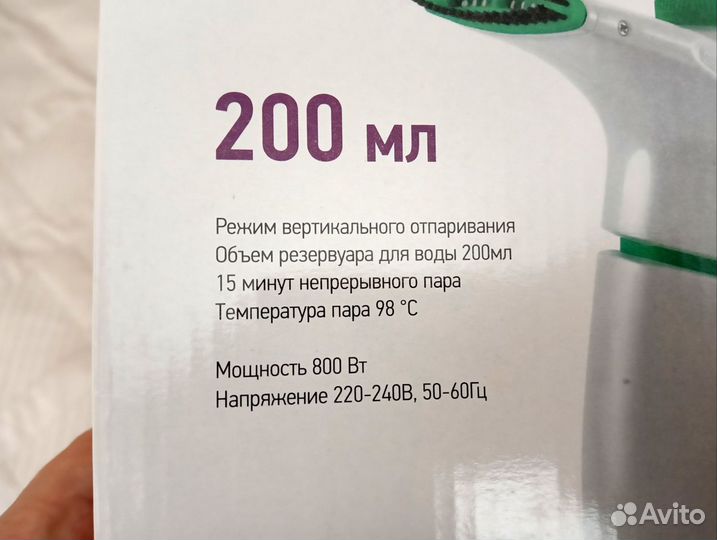 200 мл
Режим вертикального отпаривания
Объем резервуара для воды 200мл
15 минут непрерывного пара
Температура пара 98 °C
Мощность 800 Вт
Напряжение 220-240В, 50-60Гц
Avito